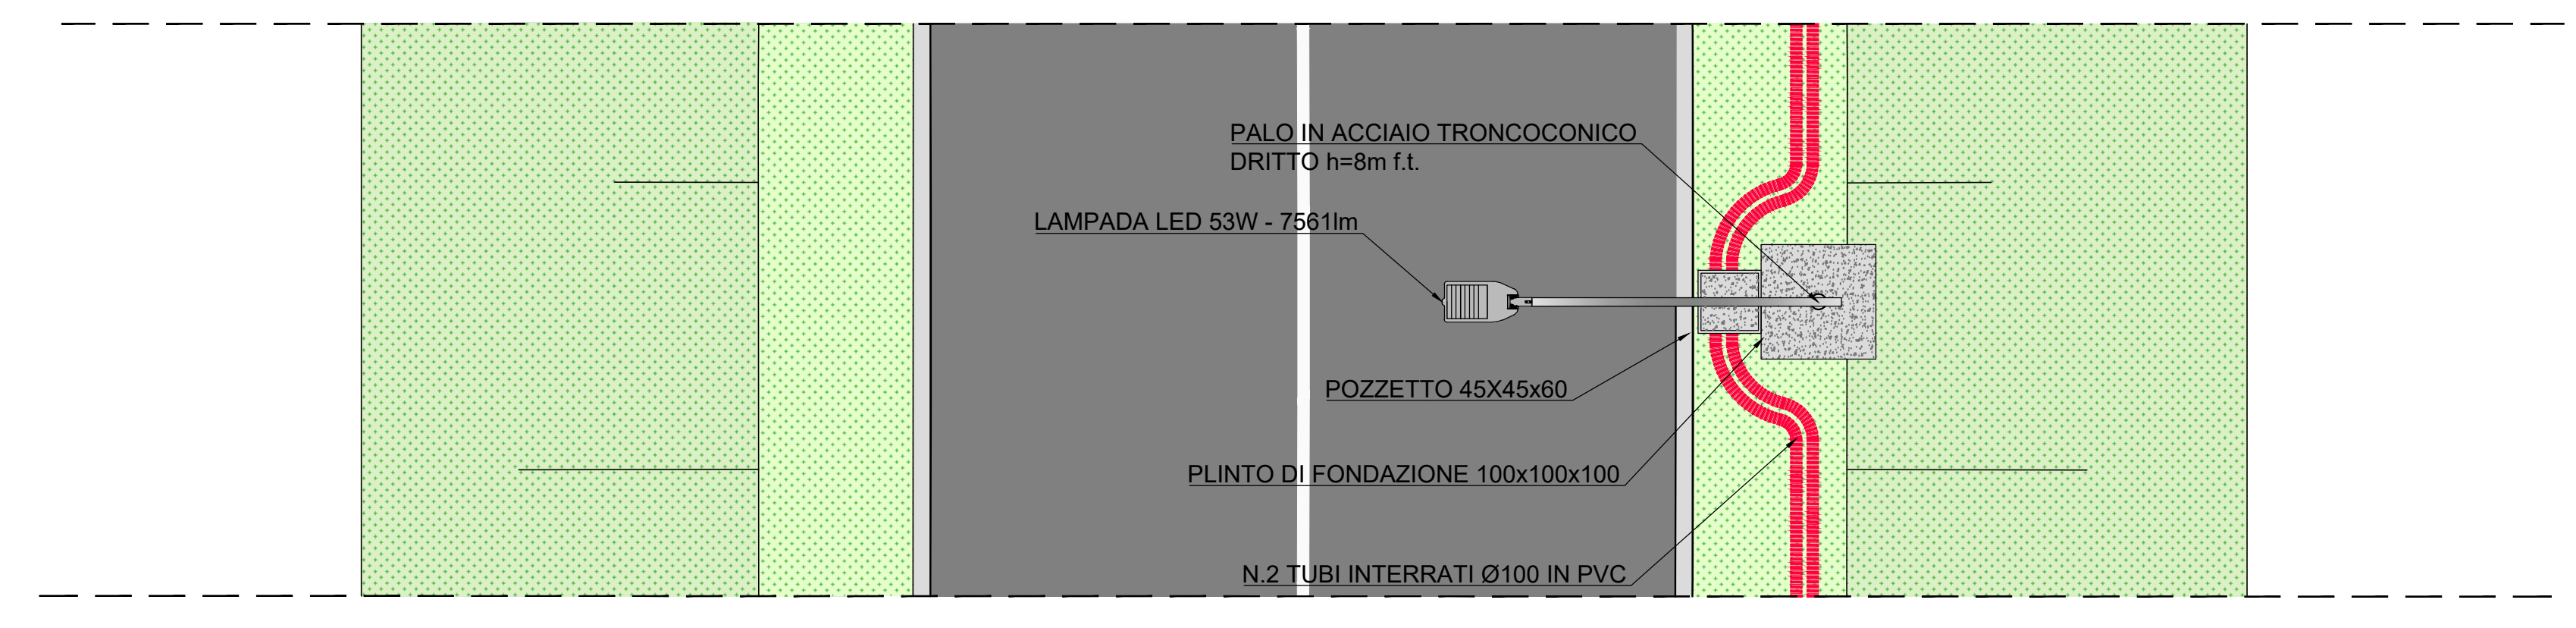 PALO IN ACCIAIO TRONCOCONICO
DRITTO h=8m f.t.
LAMPADA LED 53W - 7561lm
POZZETTO 45X45x60
PLINTO DI FONDAZIONE 100x100x100
N.2 TUBI INTERRATI Ø100 IN PVC